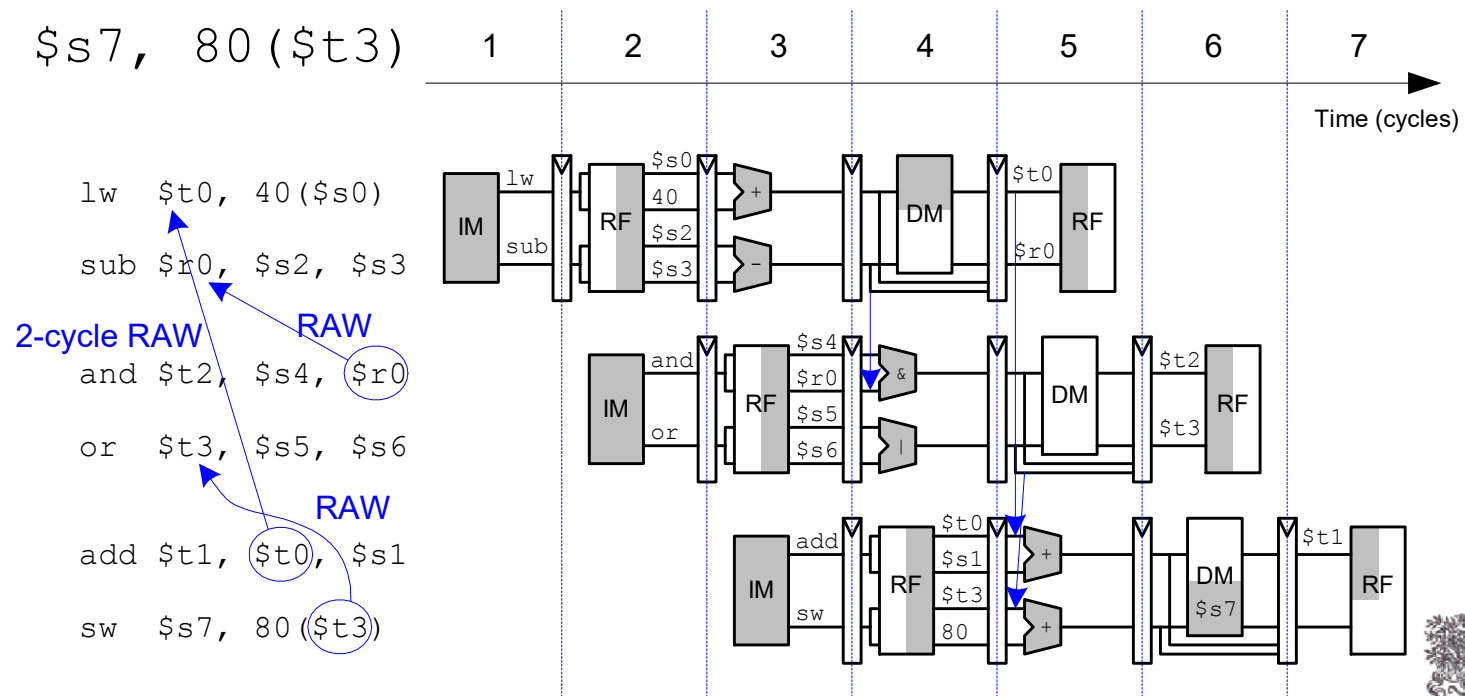 $s7, 80($t3)
1 2 3 4 5 6 7
Time (cycles)
lw $t0, 40($s0)
sub $r0, $s2, $s3
2-cycle RAW
RAW
and $t2, $s4, $r0
or $t3, $s5, $s6
RAW
add $t1, $t0, $s1
sw $s7, 80($t3)
IM
lw
sub
RF
$s0
40
$s2
$s3
+
-
DM
$t0
$r0
RF
IM
and
or
RF
$s4
$r0
$s5
$s6
&
|
DM
$t2
$t3
RF
IM
add
sw
RF
$t0
$s1
$t3
80
+
+
DM
$s7
$t1
RF